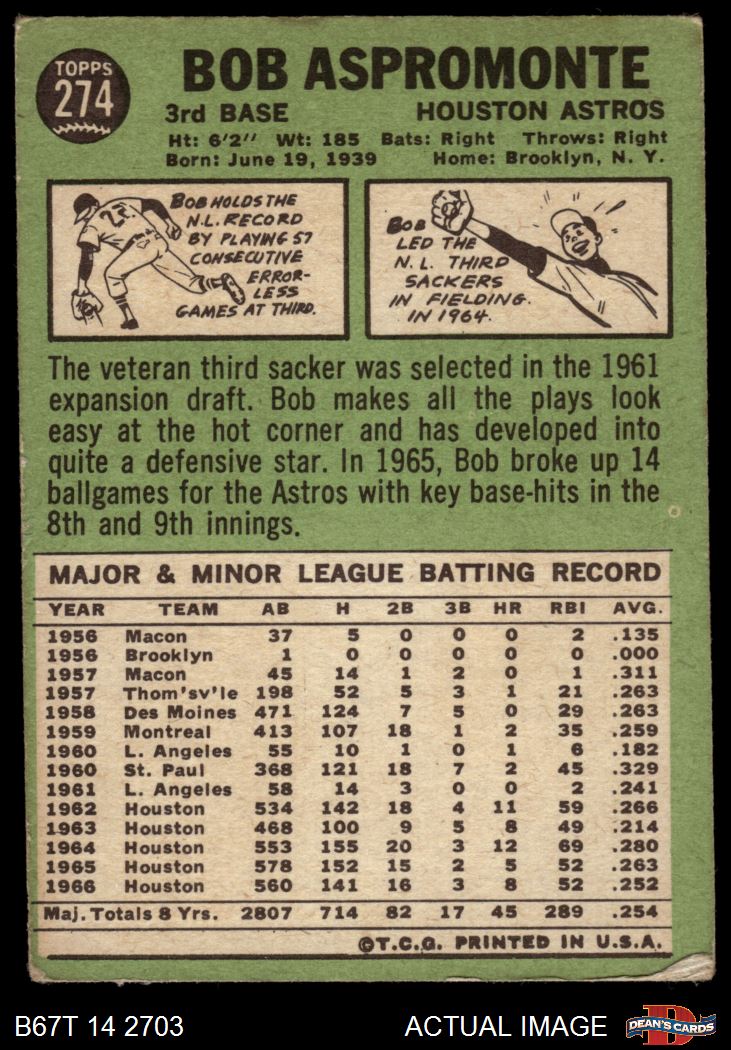 TOPPS
274
BOB ASPROMONTE
3rd BASE HOUSTON ASTROS
Ht: 6'2" Wt: 185 Bats: Right Throws: Right
Born: June 19, 1939 Home: Brooklyn, N. Y.
BOB HOLDS THE
N.L. RECORD
BY PLAYING 57
CONSECUTIVE
ERROR-
LESS
GAMES AT THIRD.
BOB
LED THE
N.L. THIRD
SACKERS
IN FIELDING
IN 1964.
The veteran third sacker was selected in the 1961
expansion draft. Bob makes all the plays look
easy at the hot corner and has developed into
quite a defensive star. In 1965, Bob broke up 14
ballgames for the Astros with key base-hits in the
8th and 9th innings.
MAJOR & MINOR LEAGUE BATTING RECORD
YEAR TEAM AB H 2B 3B HR RBI AVG.
1956 Macon 37 5 0 0 0 2 .135
1956 Brooklyn 1 0 0 0 0 0 .000
1957 Macon 45 14 1 2 0 1 .311
1957 Thom'sv'le 198 52 5 3 1 21 .263
1958 Des Moines 471 124 7 5 0 29 .263
1959 Montreal 413 107 18 1 2 35 .259
1960 L. Angeles 55 10 1 0 1 6 .182
1960 St. Paul 368 121 18 7 2 45 .329
1961 L. Angeles 58 14 3 0 0 2 .241
1962 Houston 534 142 18 4 11 59 .266
1963 Houston 468 100 9 5 8 49 .214
1964 Houston 553 155 20 3 12 69 .280
1965 Houston 578 152 15 2 5 52 .263
1966 Houston 560 141 16 3 8 52 .252
Maj. Totals 8 Yrs. 2807 714 82 17 45 289 .254
©T.C.G. PRINTED IN U.S.A.
B67T 14 2703 ACTUAL IMAGE DEAN'S CARDS